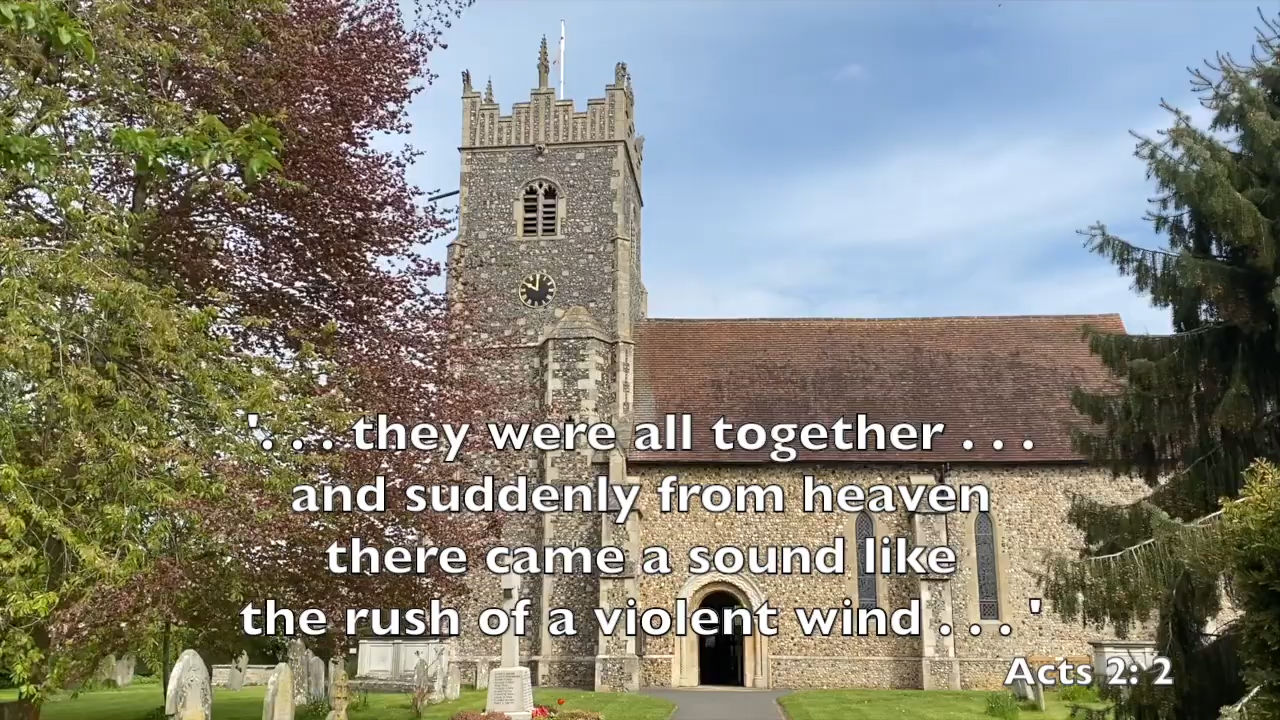 '. . . they were all together . . .
and suddenly from heaven
there came a sound like
the rush of a violent wind . . . '
Acts 2: 2